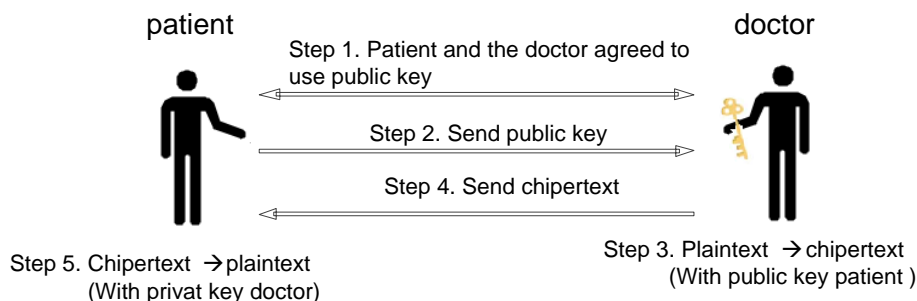 patient
doctor
Step 1. Patient and the doctor agreed to
use public key
Step 2. Send public key
Step 4. Send chipertext
Step 3. Plaintext → chipertext
(With public key patient )
Step 5. Chipertext → plaintext
(With privat key doctor)